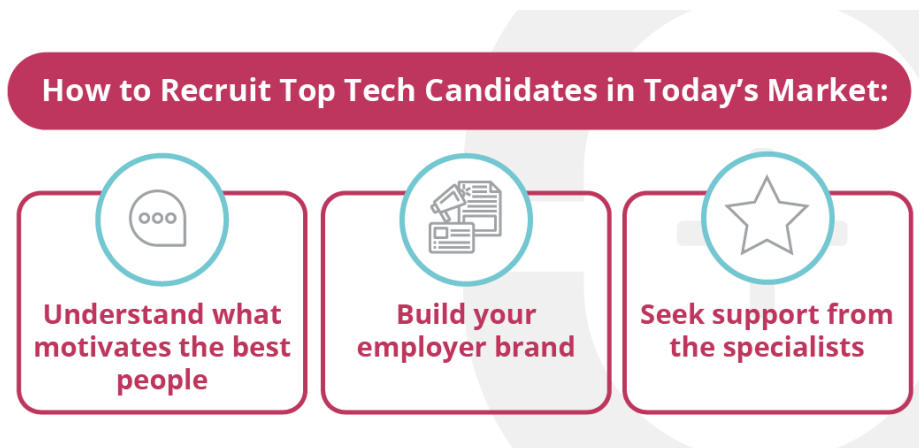 How to Recruit Top Tech Candidates in Today’s Market:
Understand what
motivates the best
people
Build your
employer brand
Seek support from
the specialists